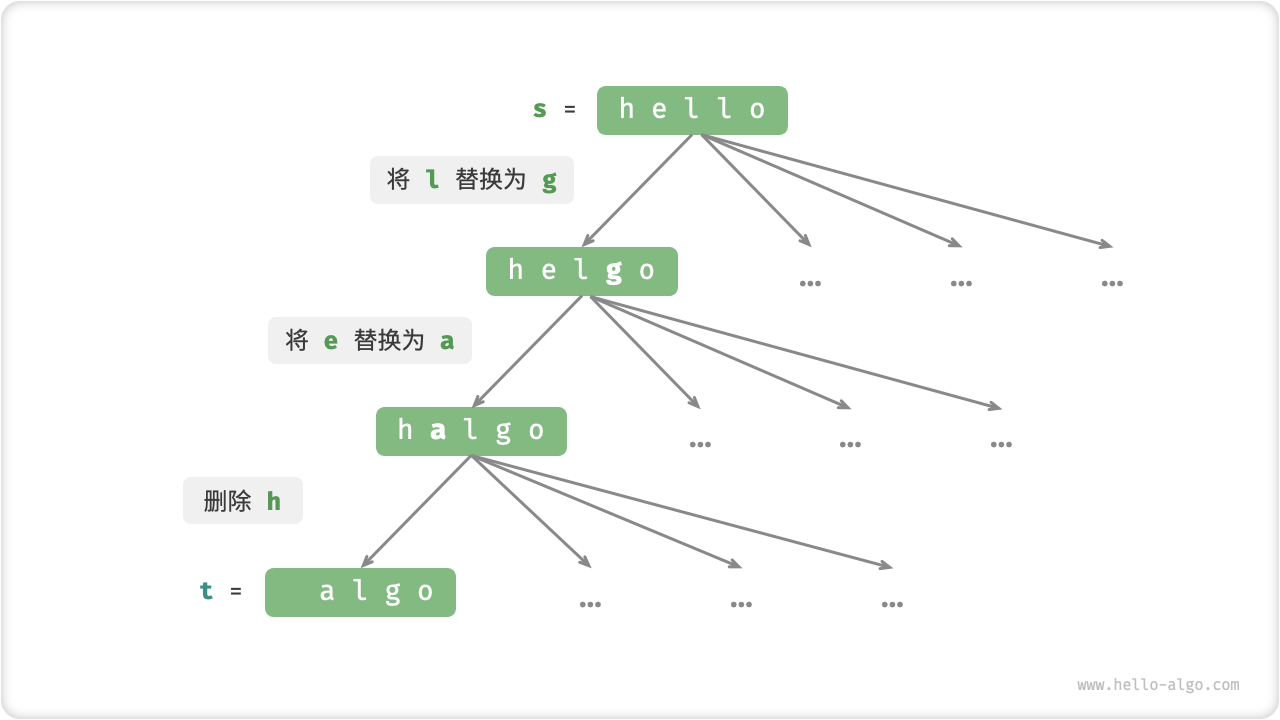 s = h e l l o
将 l 替换为 g
h e l g o
... ... ...
将 e 替换为 a
h a l g o
... ... ...
删除 h
t = a l g o
... ... ...
www.hello-algo.com